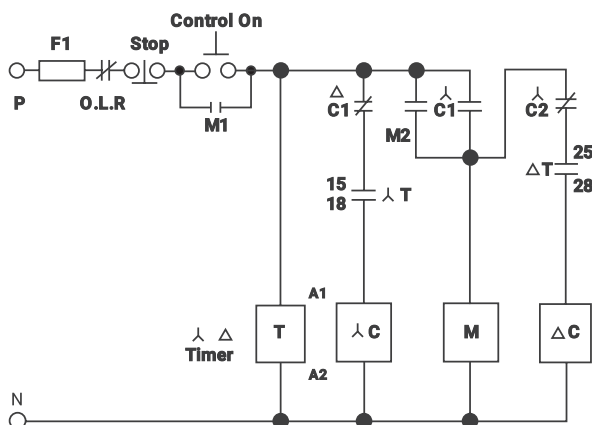 Control On
F1
Stop
P
O.L.R
M1
C1
M2
C1
C2
25
T
28
15
18
T
A1
T
C
M
C
Timer
A2
N